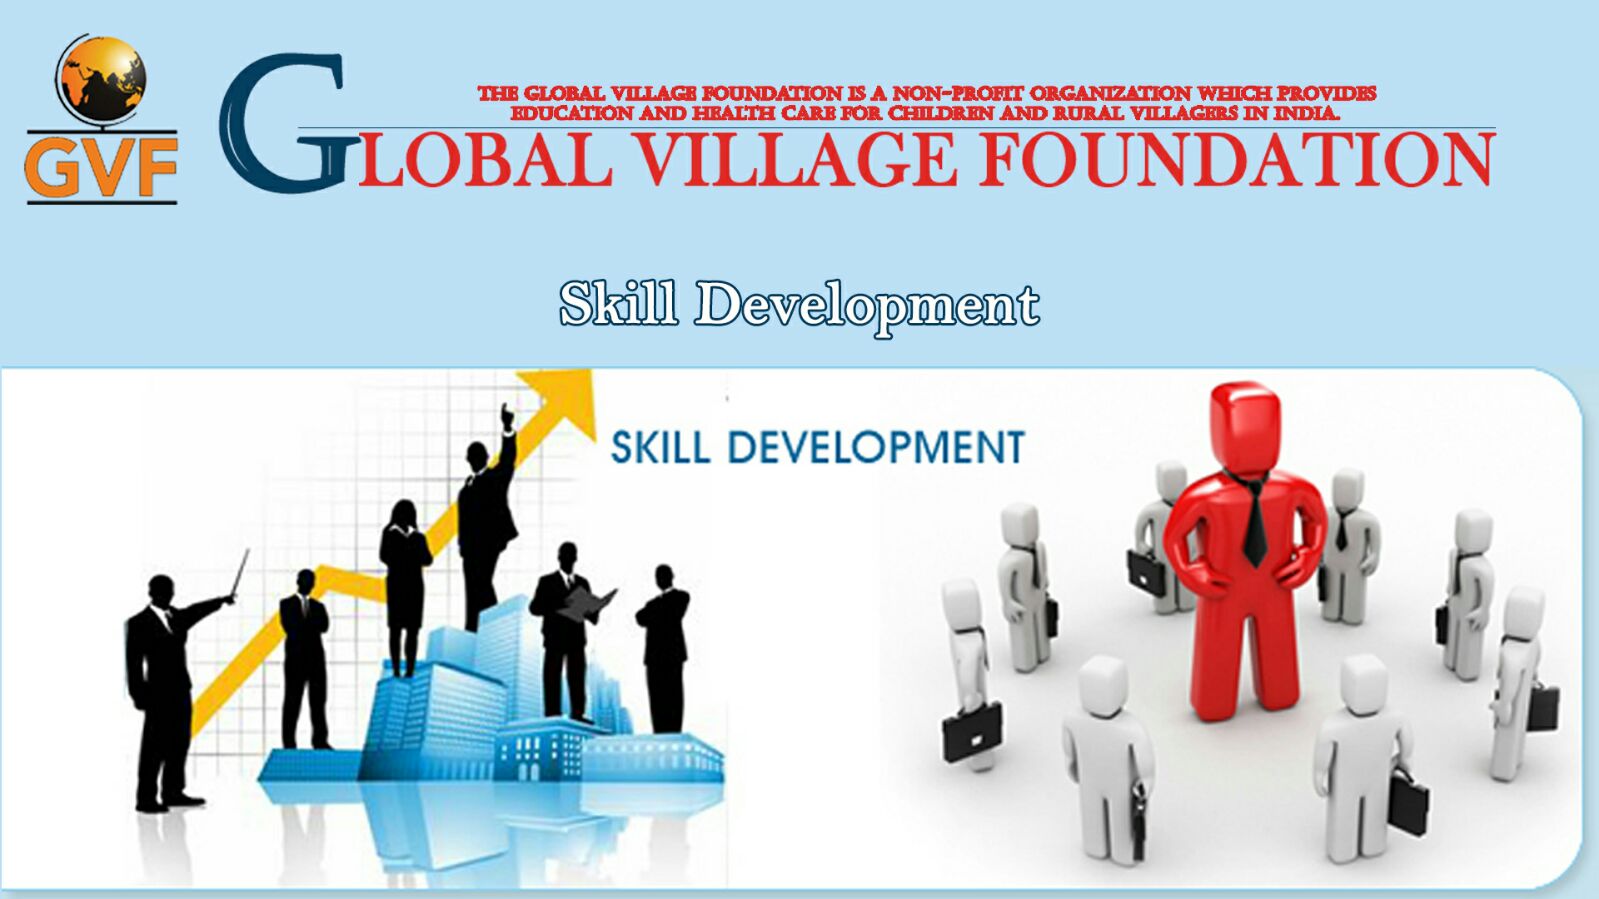 GVF
THE GLOBAL VILLAGE FOUNDATION IS A NON-PROFIT ORGANIZATION WHICH PROVIDES
EDUCATION AND HEALTH CARE FOR CHILDREN AND RURAL VILLAGERS IN INDIA.
GLOBAL VILLAGE FOUNDATION
Skill Development
SKILL DEVELOPMENT